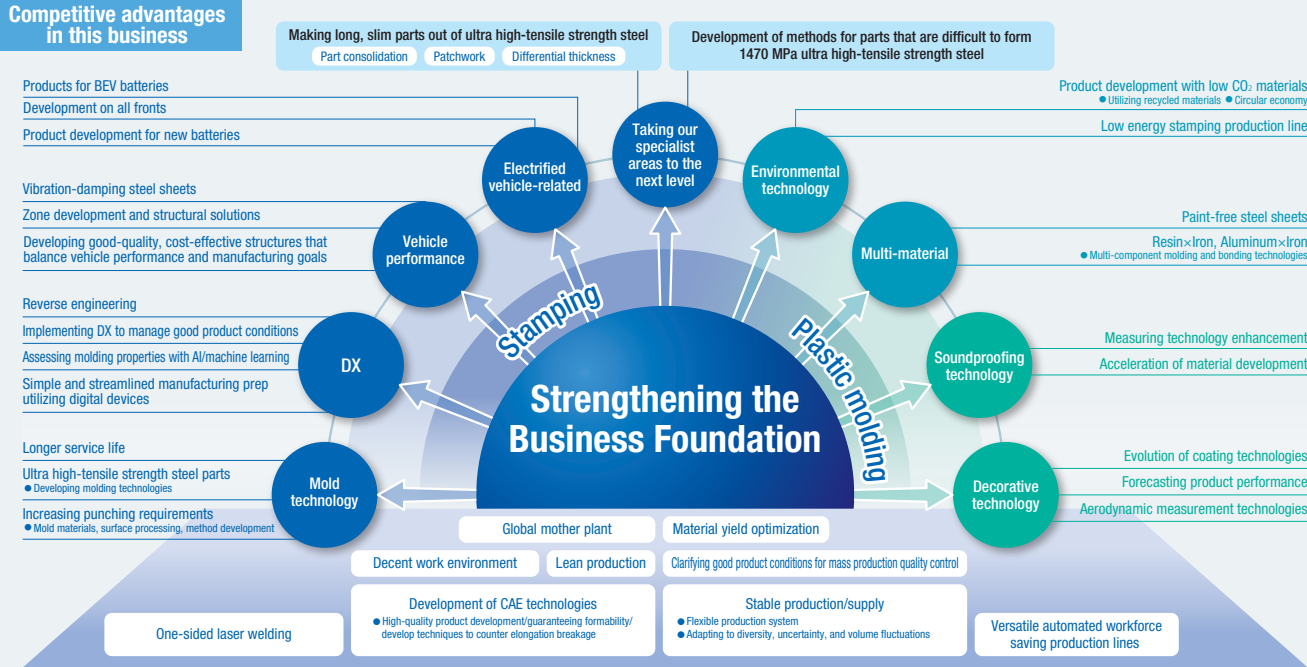 Competitive advantages
in this business
Making long, slim parts out of ultra high-tensile strength steel
Part consolidation
Patchwork
Differential thickness
Development of methods for parts that are difficult to form
1470 MPa ultra high-tensile strength steel
Products for BEV batteries
Development on all fronts
Product development for new batteries
Electrified
vehicle-related
Taking our
specialist
areas to the
next level
Environmental
technology
Product development with low CO₂ materials
● Utilizing recycled materials ● Circular economy
Low energy stamping production line
Vibration-damping steel sheets
Zone development and structural solutions
Developing good-quality, cost-effective structures that
balance vehicle performance and manufacturing goals
Vehicle
performance
Multi-material
Paint-free steel sheets
Resin×Iron, Aluminum×Iron
● Multi-component molding and bonding technologies
Stamping
Plastic molding
Reverse engineering
Implementing DX to manage good product conditions
Assessing molding properties with AI/machine learning
Simple and streamlined manufacturing prep
utilizing digital devices
DX
Soundproofing
technology
Measuring technology enhancement
Acceleration of material development
Strengthening the
Business Foundation
Longer service life
Ultra high-tensile strength steel parts
● Developing molding technologies
Increasing punching requirements
● Mold materials, surface processing, method development
Mold
technology
Decorative
technology
Evolution of coating technologies
Forecasting product performance
Aerodynamic measurement technologies
Global mother plant
Material yield optimization
Decent work environment
Lean production
Clarifying good product conditions for mass production quality control
Development of CAE technologies
● High-quality product development/guaranteeing formability/
develop techniques to counter elongation breakage
Stable production/supply
● Flexible production system
● Adapting to diversity, uncertainty, and volume fluctuations
One-sided laser welding
Versatile automated workforce
saving production lines